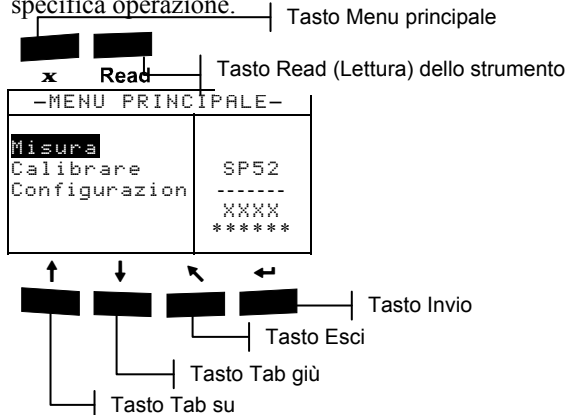 specifica operazione.
Tasto Menu principale
x Read
Tasto Read (Lettura) dello strumento
–MENU PRINCIPALE–
Misura
Calibrare SP52
Configurazion -------
XXXX
******
Tasto Invio
Tasto Esci
Tasto Tab giù
Tasto Tab su